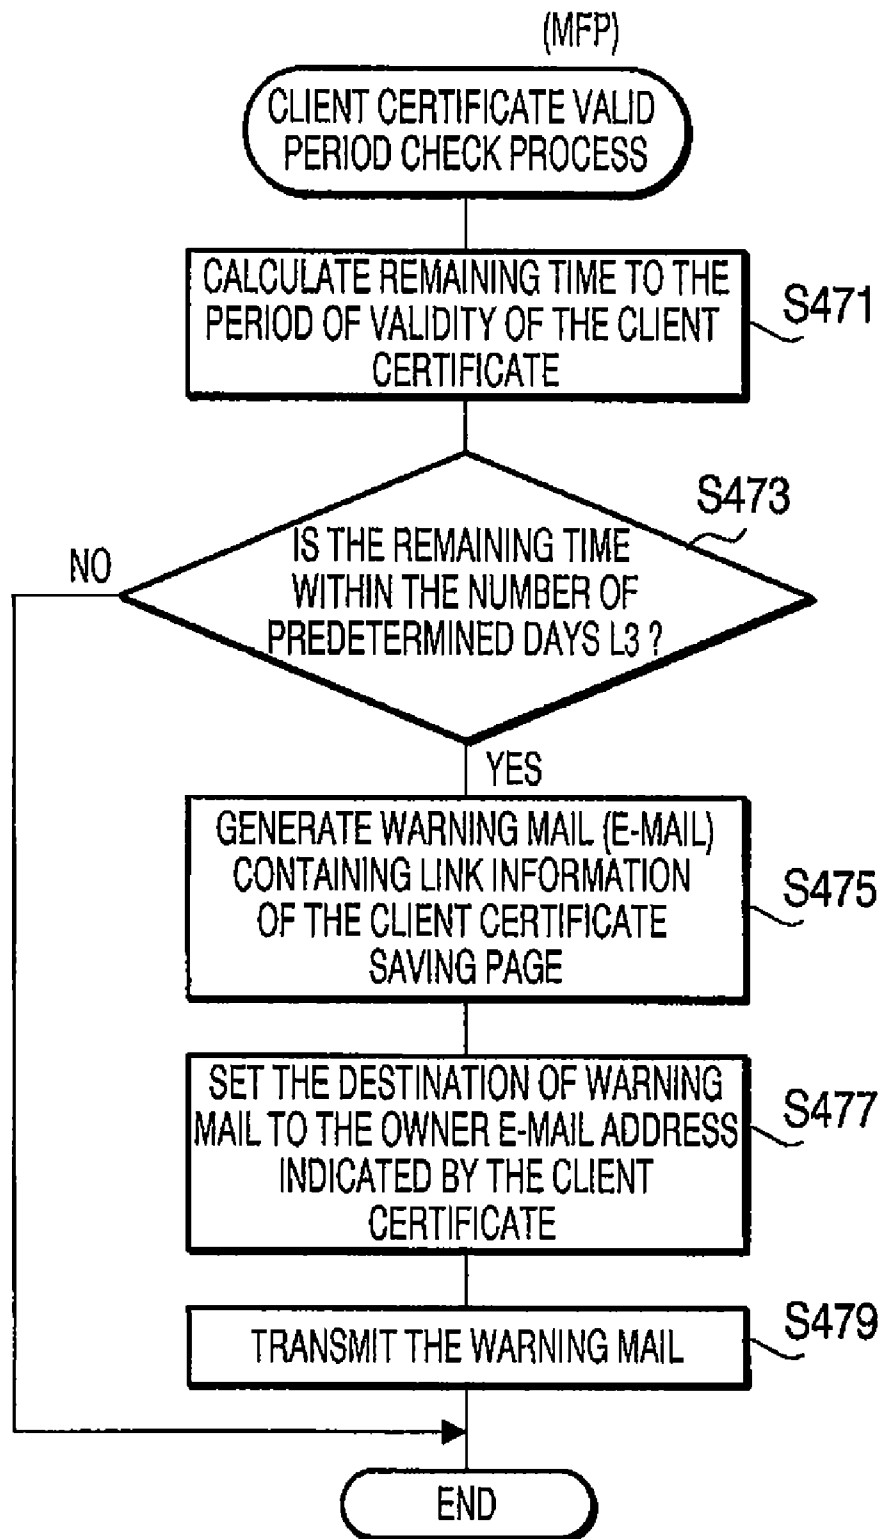 (MFP)
CLIENT CERTIFICATE VALID
PERIOD CHECK PROCESS
CALCULATE REMAINING TIME TO THE
PERIOD OF VALIDITY OF THE CLIENT
CERTIFICATE
S471
S473
IS THE REMAINING TIME
WITHIN THE NUMBER OF
PREDETERMINED DAYS L3 ?
NO
YES
GENERATE WARNING MAIL (E-MAIL)
CONTAINING LINK INFORMATION
OF THE CLIENT CERTIFICATE
SAVING PAGE
S475
SET THE DESTINATION OF WARNING
MAIL TO THE OWNER E-MAIL ADDRESS
INDICATED BY THE CLIENT
CERTIFICATE
S477
TRANSMIT THE WARNING MAIL
S479
END